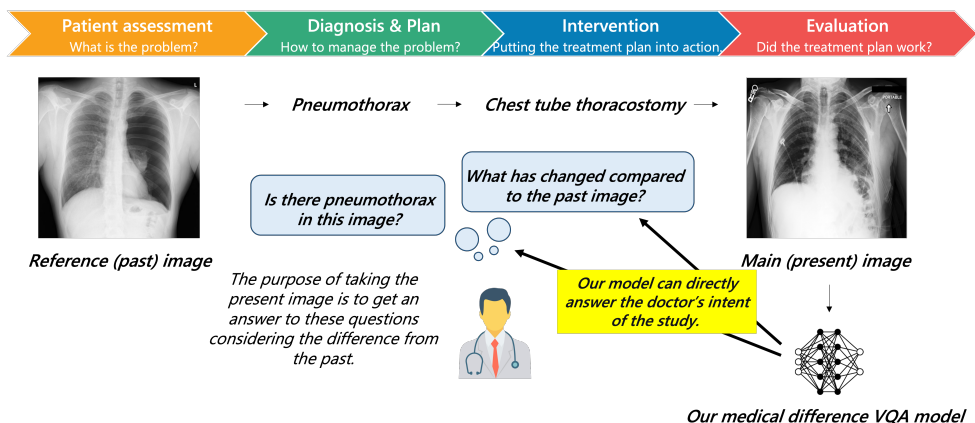 Patient assessment
What is the problem?
Diagnosis & Plan
How to manage the problem?
Intervention
Putting the treatment plan into action.
Evaluation
Did the treatment plan work?
L
Pneumothorax
Chest tube thoracostomy
PORTABLE
Is there pneumothorax
in this image?
What has changed compared
to the past image?
Reference (past) image
Main (present) image
The purpose of taking the
present image is to get an
answer to these questions
considering the difference from
the past.
Our model can directly
answer the doctor's intent
of the study.
Our medical difference VQA model